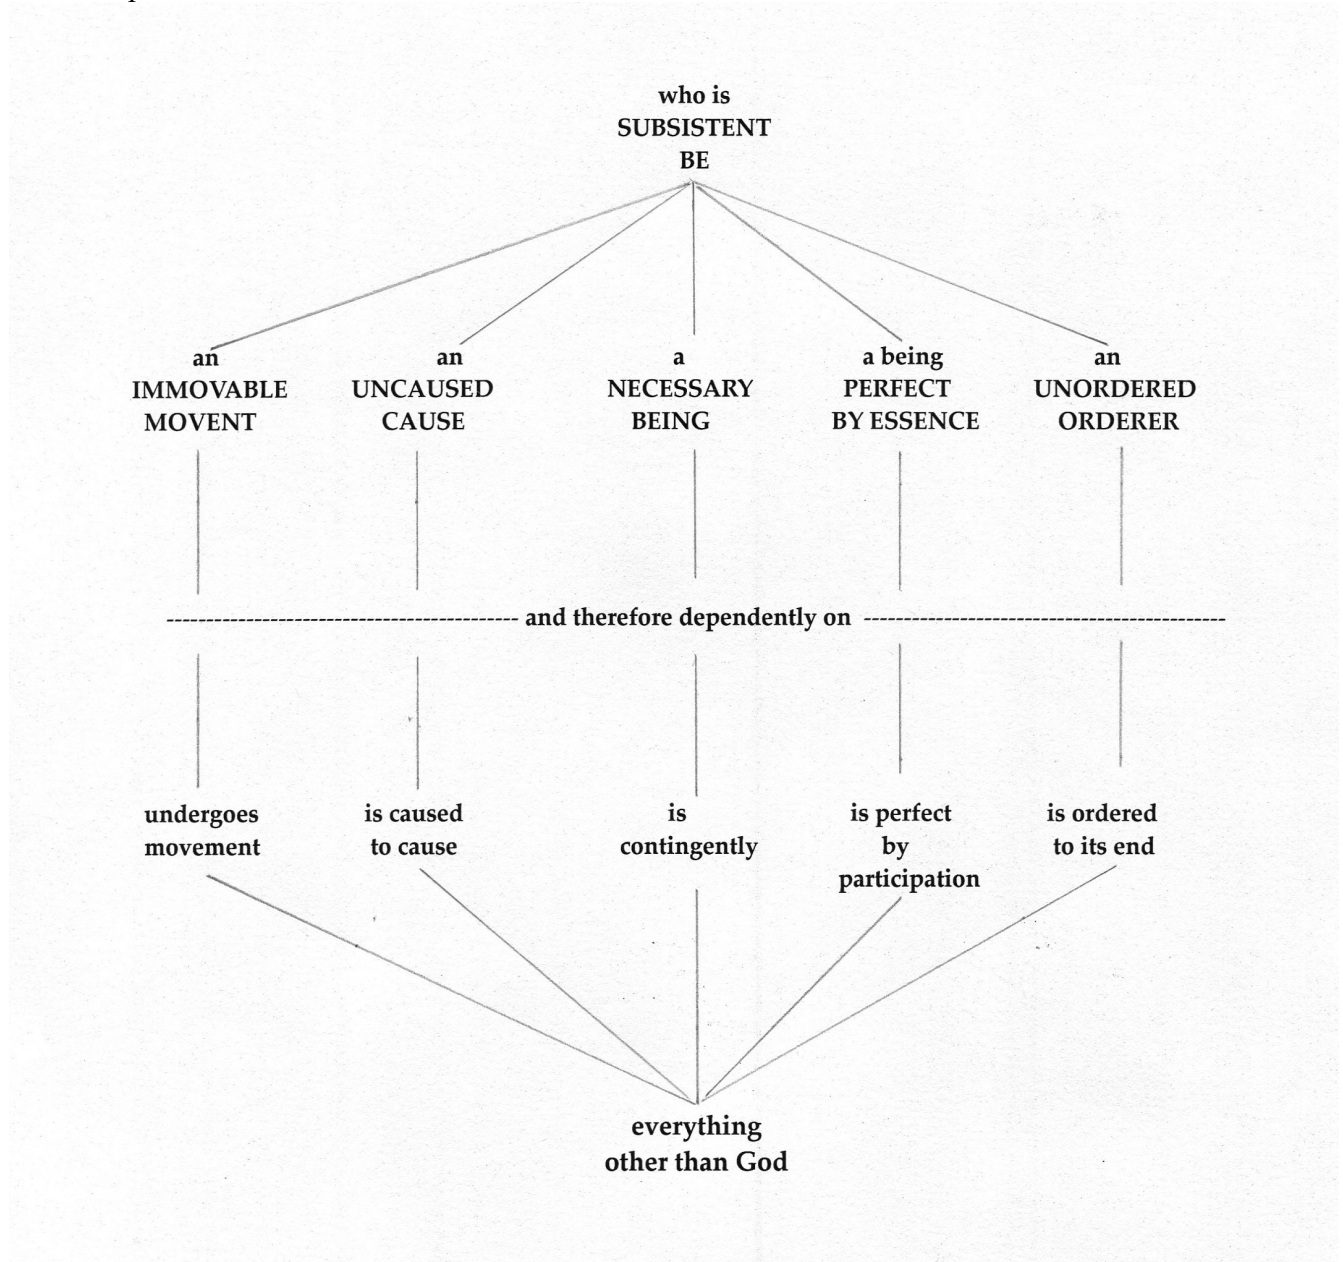 who is
SUBSISTENT
BE
an
IMMOVABLE
MOVENT
an
UNCAUSED
CAUSE
a
NECESSARY
BEING
a being
PERFECT
BY ESSENCE
an
UNORDERED
ORDERER
-------------------------------------------- and therefore dependently on ---------------------------------------------
undergoes
movement
is caused
to cause
is
contingently
is perfect
by
participation
is ordered
to its end
everything
other than God